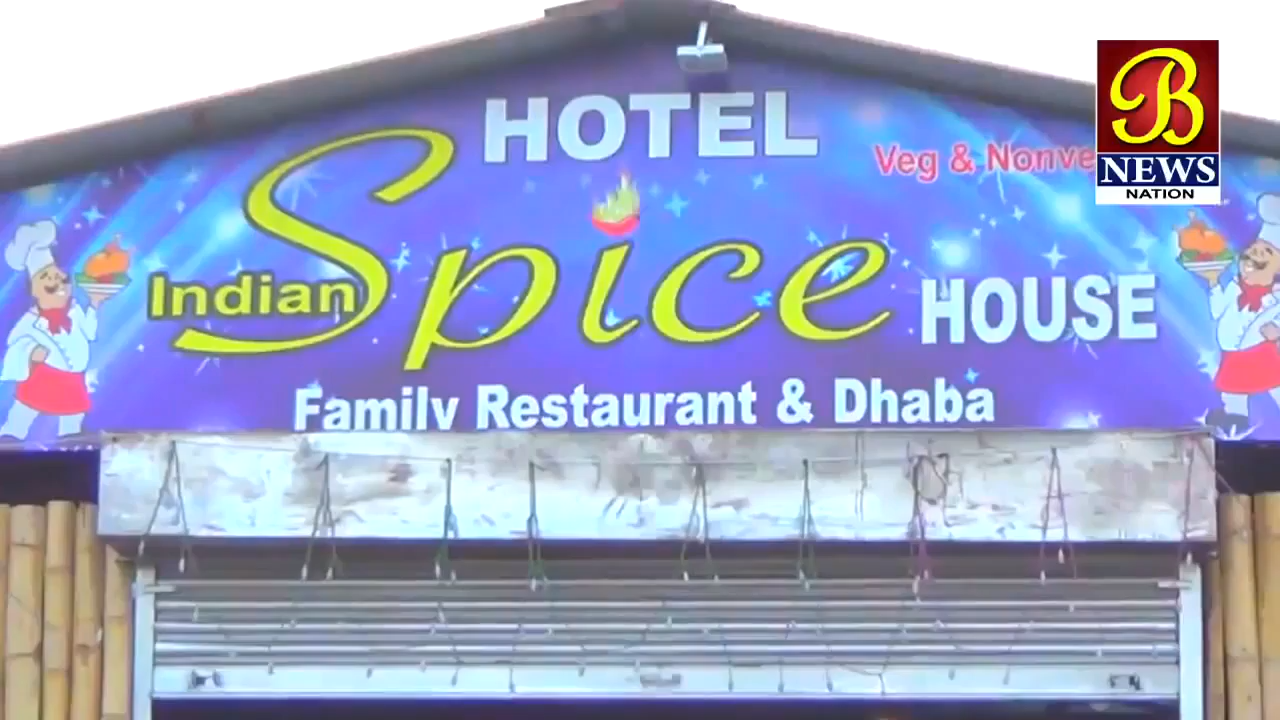 HOTEL
Veg & Nonve
Indian Spice HOUSE
Family Restaurant & Dhaba
B
NEWS
NATION